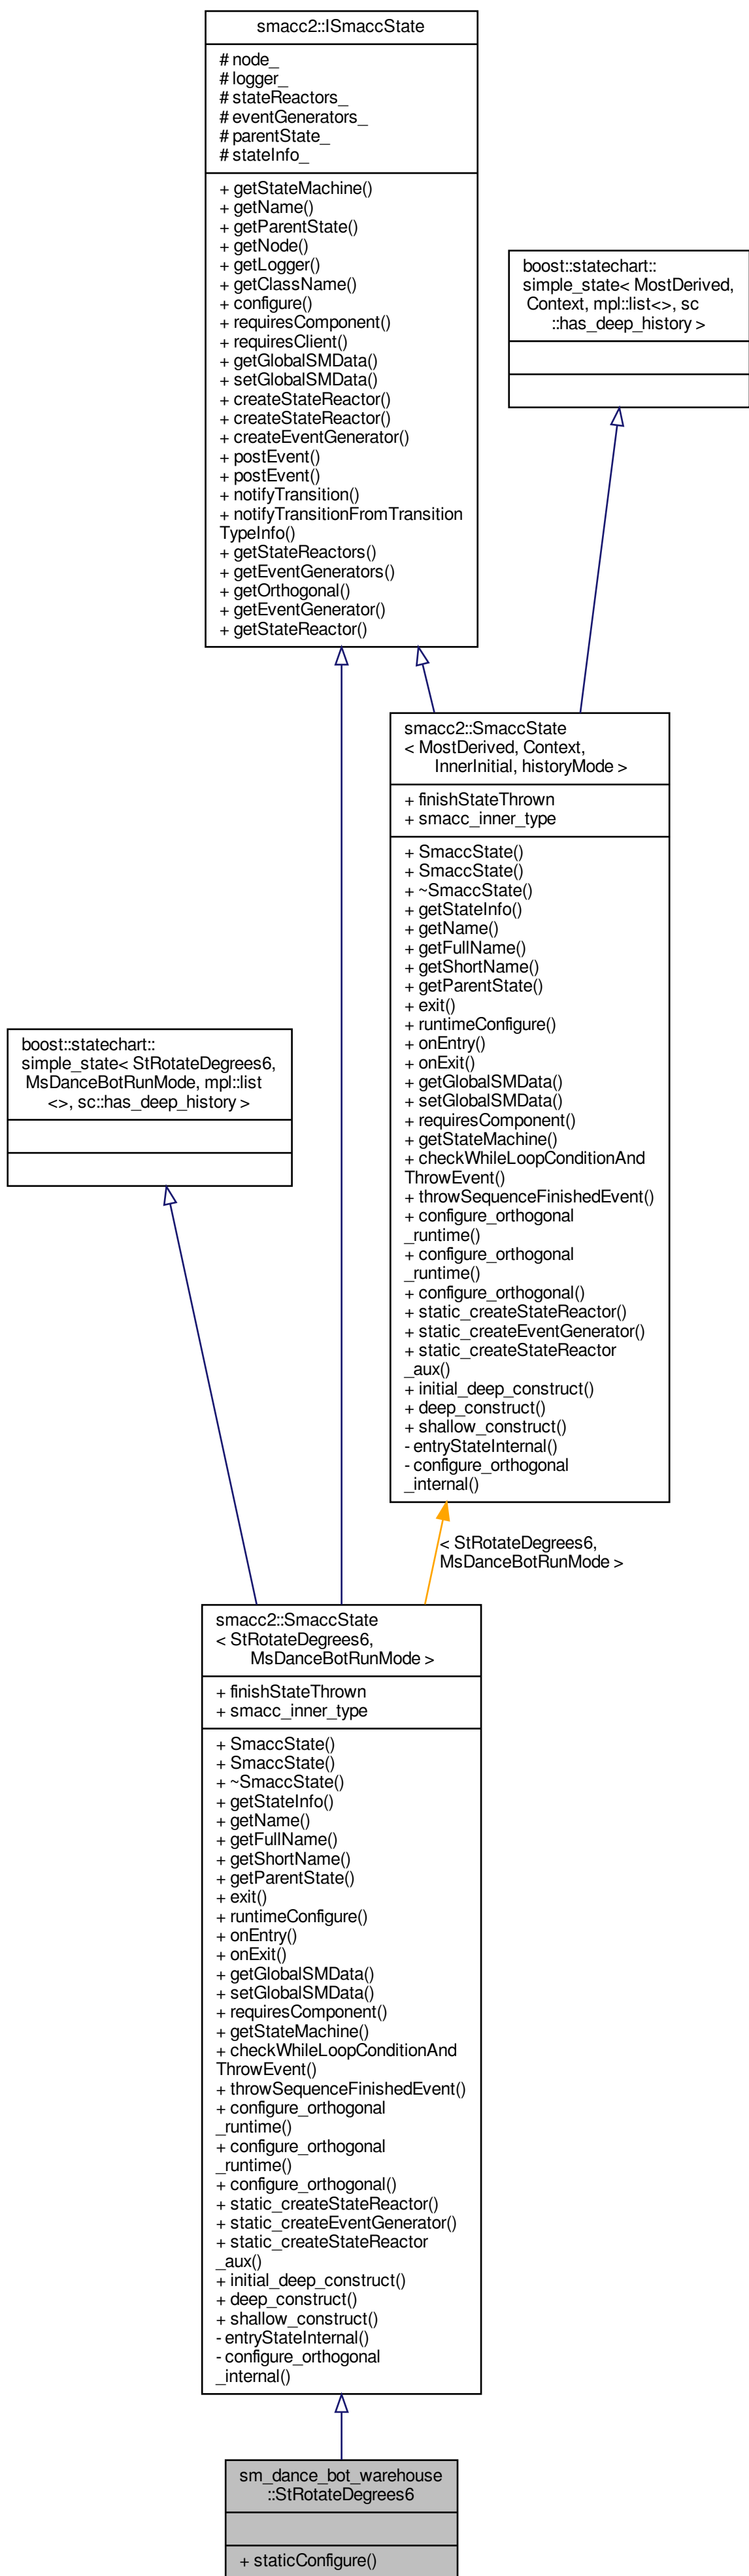 smacc2::ISmaccState
# node_
# logger_
# stateReactors_
# eventGenerators_
# parentState_
# stateInfo_
+ getStateMachine()
+ getName()
+ getParentState()
+ getNode()
+ getLogger()
+ getClassName()
+ configure()
+ requiresComponent()
+ requiresClient()
+ getGlobalSMData()
+ setGlobalSMData()
+ createStateReactor()
+ createStateReactor()
+ createEventGenerator()
+ postEvent()
+ postEvent()
+ notifyTransition()
+ notifyTransitionFromTransition
TypeInfo()
+ getStateReactors()
+ getEventGenerators()
+ getOrthogonal()
+ getEventGenerator()
+ getStateReactor()
boost::statechart::
simple_state< MostDerived,
Context, mpl::list<>, sc
::has_deep_history >
smacc2::SmaccState
< MostDerived, Context,
InnerInitial, historyMode >
+ finishStateThrown
+ smacc_inner_type
+ SmaccState()
+ SmaccState()
+ ~SmaccState()
+ getStateInfo()
+ getName()
+ getFullName()
+ getShortName()
+ getParentState()
+ exit()
+ runtimeConfigure()
+ onEntry()
+ onExit()
+ getGlobalSMData()
+ setGlobalSMData()
+ requiresComponent()
+ getStateMachine()
+ checkWhileLoopConditionAnd
ThrowEvent()
+ throwSequenceFinishedEvent()
+ configure_orthogonal
_runtime()
+ configure_orthogonal
_runtime()
+ configure_orthogonal()
+ static_createStateReactor()
+ static_createEventGenerator()
+ static_createStateReactor
_aux()
+ initial_deep_construct()
+ deep_construct()
+ shallow_construct()
- entryStateInternal()
- configure_orthogonal
_internal()
boost::statechart::
simple_state< StRotateDegrees6,
MsDanceBotRunMode, mpl::list
<>, sc::has_deep_history >
< StRotateDegrees6,
MsDanceBotRunMode >
smacc2::SmaccState
< StRotateDegrees6,
MsDanceBotRunMode >
+ finishStateThrown
+ smacc_inner_type
+ SmaccState()
+ SmaccState()
+ ~SmaccState()
+ getStateInfo()
+ getName()
+ getFullName()
+ getShortName()
+ getParentState()
+ exit()
+ runtimeConfigure()
+ onEntry()
+ onExit()
+ getGlobalSMData()
+ setGlobalSMData()
+ requiresComponent()
+ getStateMachine()
+ checkWhileLoopConditionAnd
ThrowEvent()
+ throwSequenceFinishedEvent()
+ configure_orthogonal
_runtime()
+ configure_orthogonal
_runtime()
+ configure_orthogonal()
+ static_createStateReactor()
+ static_createEventGenerator()
+ static_createStateReactor
_aux()
+ initial_deep_construct()
+ deep_construct()
+ shallow_construct()
- entryStateInternal()
- configure_orthogonal
_internal()
sm_dance_bot_warehouse
::StRotateDegrees6
+ staticConfigure()